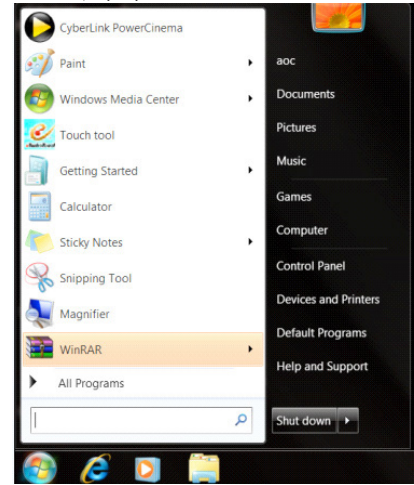 CyberLink PowerCinema
Paint
Windows Media Center
Touch tool
Getting Started
Calculator
Sticky Notes
Snipping Tool
Magnifier
WinRAR
All Programs
aoc
Documents
Pictures
Music
Games
Computer
Control Panel
Devices and Printers
Default Programs
Help and Support
Shut down